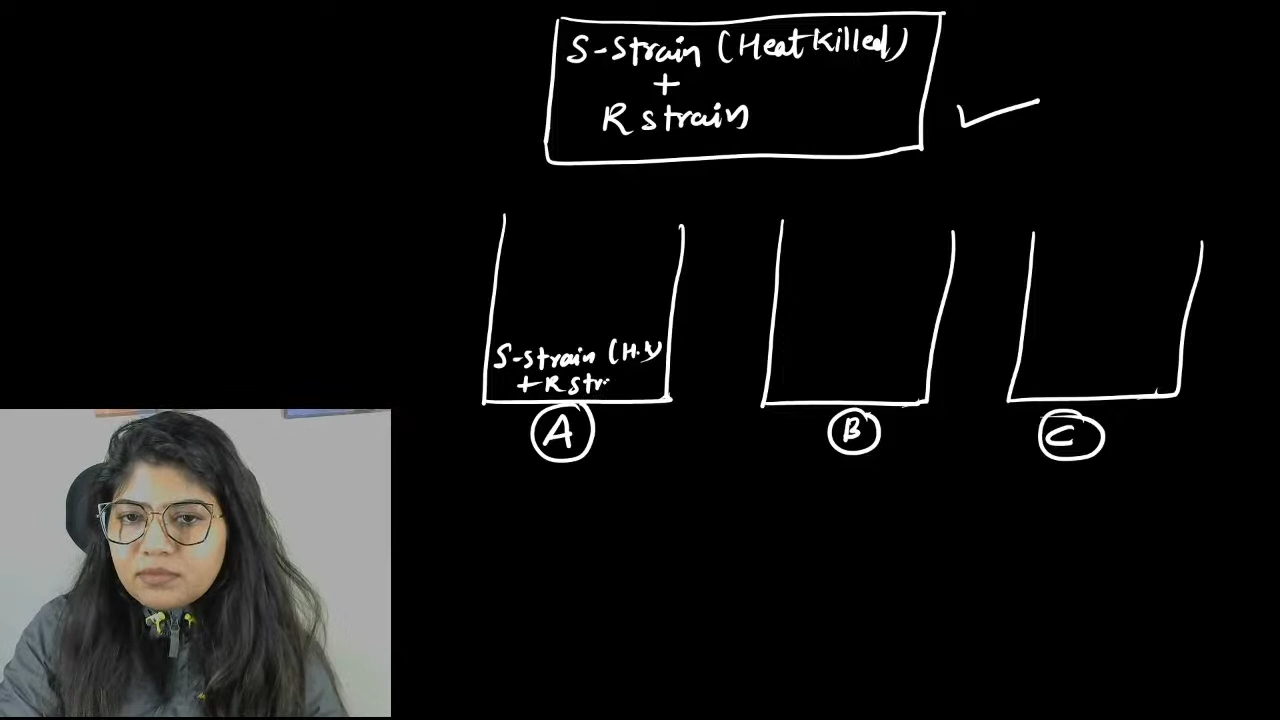 S-Strain (Heat Killed)
+
R strain
S-strain (H.k)
+ R str
A
B
C